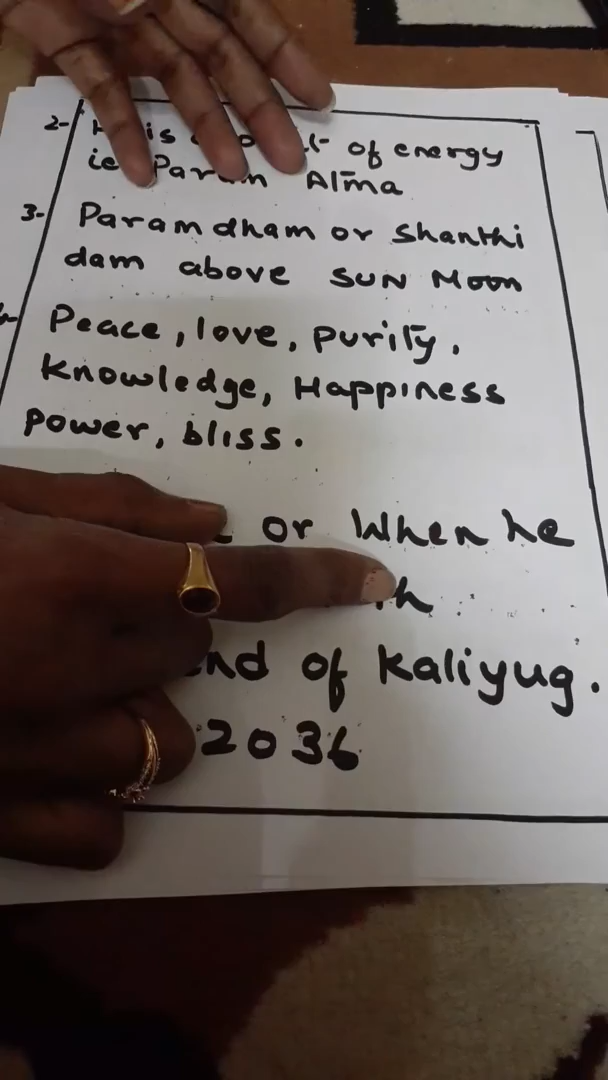 2- is of energy
ie Param Atma
3- Paramdham or Shanthi
dam above SUN Moon
Peace, love, purity,
Knowledge, Happiness
Power, bliss.
or When he
of Kaliyug.
2036